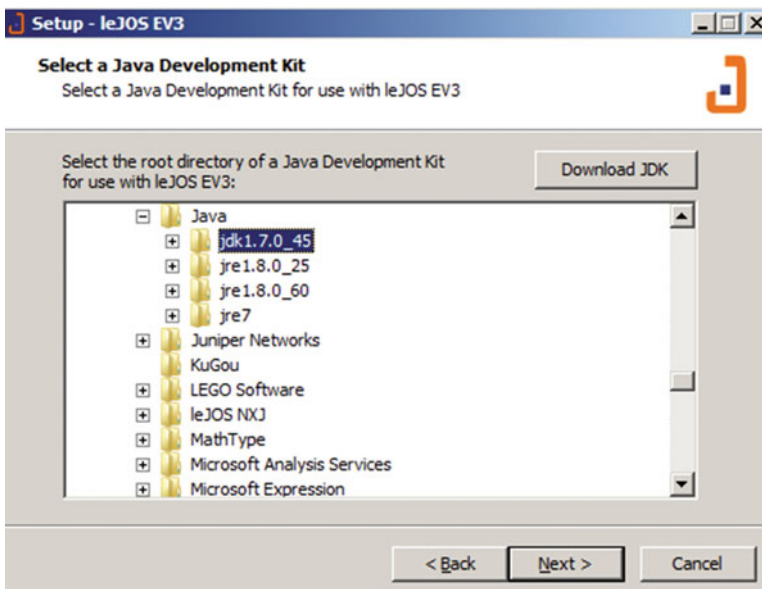 Setup - leJOS EV3
Select a Java Development Kit
Select a Java Development Kit for use with leJOS EV3
Select the root directory of a Java Development Kit
for use with leJOS EV3:
Download JDK
Java
jdk1.7.0_45
jre1.8.0_25
jre1.8.0_60
jre7
Juniper Networks
KuGou
LEGO Software
leJOS NXJ
MathType
Microsoft Analysis Services
Microsoft Expression
< Back
Next >
Cancel